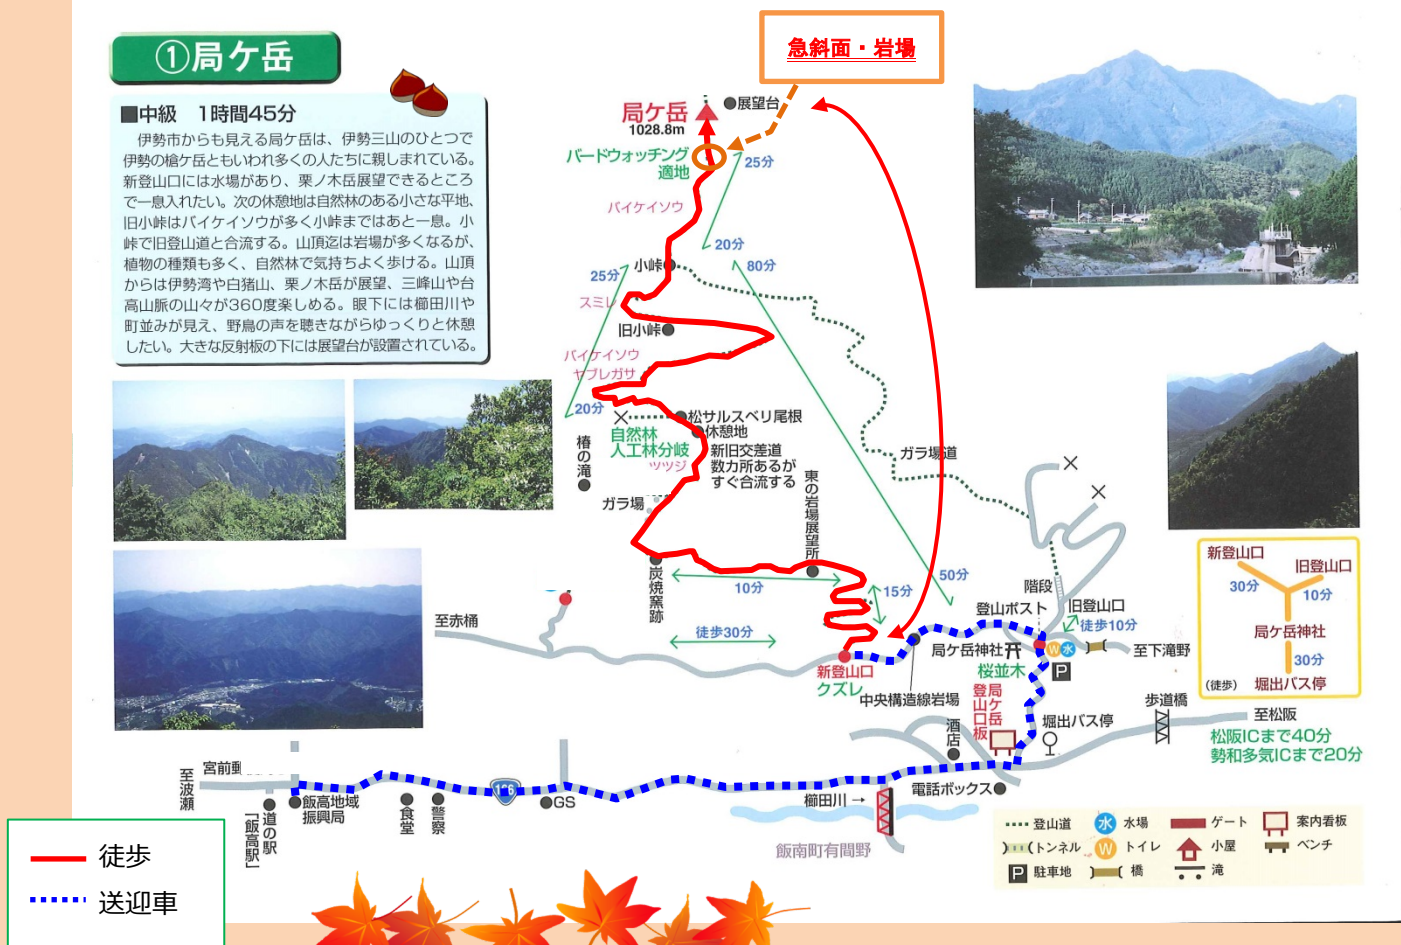 ①局ケ岳
■中級　1時間45分
伊勢市からも見える局ケ岳は、伊勢三山のひとつで
伊勢の槍ケ岳ともいわれ多くの人たちに親しまれている。
新登山口には水場があり、栗ノ木岳展望できるところ
で一息入れたい。次の休憩地は自然林のある小さな平地、
旧小峠はバイケイソウが多く小峠まではあと一息。小
峠で旧登山道と合流する。山頂迄は岩場が多くなるが、
植物の種類も多く、自然林で気持ちよく歩ける。山頂
からは伊勢湾や白猪山、栗ノ木岳が展望、三峰山や台
高山脈の山々が360度楽しめる。眼下には櫛田川や
町並みが見え、野鳥の声を聴きながらゆっくりと休憩
したい。大きな反射板の下には展望台が設置されている。
急斜面・岩場
局ケ岳
1028.8m
展望台
バードウォッチング
適地
25分
バイケイソウ
20分
小峠
80分
25分
スミレ
旧小峠
バイケイソウ
ヤブレガサ
20分
松サルスベリ尾根
休憩地
自然林
人工林分岐
ツツジ
新旧交差道
数カ所あるが
すぐ合流する
椿の滝
ガラ場
東の岩場展望所
ガラ場道
炭焼窯跡
10分
15分
50分
徒歩30分
至赤桶
新登山口
クズレ
中央構造線岩場
階段
登山ポスト
旧登山口
徒歩10分
局ケ岳神社
W
水
至下滝野
桜並木
P
局ケ岳
登山口板
堀出バス停
歩道橋
至松阪
松阪ICまで40分
勢和多気ICまで20分
新登山口
旧登山口
30分
10分
局ケ岳神社
30分
(徒歩)
堀出バス停
酒店
電話ボックス
櫛田川→
飯南町有間野
至波瀬
宮前郵
道の駅
「飯高駅」
飯高地域
振興局
食堂
警察
166
GS
登山道
水
水場
ゲート
案内看板
トンネル
W
トイレ
小屋
ベンチ
P
駐車地
橋
滝
徒歩
送迎車